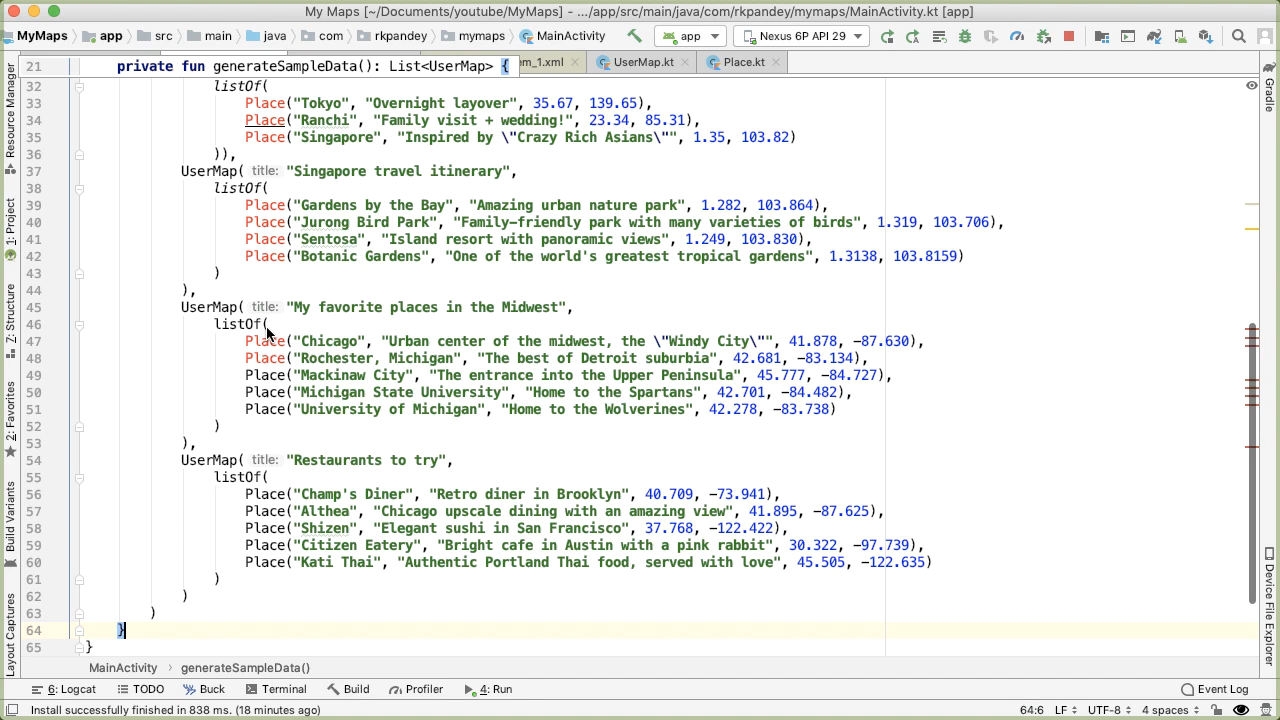 My Maps [~/Documents/youtube/MyMaps] - .../app/src/main/java/com/rkpandey/mymaps/MainActivity.kt [app]
MyMaps app src main java com rkpandey mymaps MainActivity app Nexus 6P API 29
em_1.xml UserMap.kt Place.kt
21 private fun generateSampleData(): List<UserMap> {
32 listOf(
33 Place("Tokyo", "Overnight layover", 35.67, 139.65),
34 Place("Ranchi", "Family visit + wedding!", 23.34, 85.31),
35 Place("Singapore", "Inspired by \"Crazy Rich Asians\"", 1.35, 103.82)
36 )),
37 UserMap( title: "Singapore travel itinerary",
38 listOf(
39 Place("Gardens by the Bay", "Amazing urban nature park", 1.282, 103.864),
40 Place("Jurong Bird Park", "Family-friendly park with many varieties of birds", 1.319, 103.706),
41 Place("Sentosa", "Island resort with panoramic views", 1.249, 103.830),
42 Place("Botanic Gardens", "One of the world's greatest tropical gardens", 1.3138, 103.8159)
43 )
44 ),
45 UserMap( title: "My favorite places in the Midwest",
46 listOf(
47 Place("Chicago", "Urban center of the midwest, the \"Windy City\"", 41.878, -87.630),
48 Place("Rochester, Michigan", "The best of Detroit suburbia", 42.681, -83.134),
49 Place("Mackinaw City", "The entrance into the Upper Peninsula", 45.777, -84.727),
50 Place("Michigan State University", "Home to the Spartans", 42.701, -84.482),
51 Place("University of Michigan", "Home to the Wolverines", 42.278, -83.738)
52 )
53 ),
54 UserMap( title: "Restaurants to try",
55 listOf(
56 Place("Champ's Diner", "Retro diner in Brooklyn", 40.709, -73.941),
57 Place("Althea", "Chicago upscale dining with an amazing view", 41.895, -87.625),
58 Place("Shizen", "Elegant sushi in San Francisco", 37.768, -122.422),
59 Place("Citizen Eatery", "Bright cafe in Austin with a pink rabbit", 30.322, -97.739),
60 Place("Kati Thai", "Authentic Portland Thai food, served with love", 45.505, -122.635)
61 )
62 )
63 )
64 }
65 }
MainActivity › generateSampleData()
6: Logcat TODO Buck Terminal Build Profiler 4: Run Event Log
Install successfully finished in 838 ms. (18 minutes ago) 64:6 LF UTF-8 4 spaces
Resource Manager
1: Project
7: Structure
2: Favorites
Build Variants
Layout Captures
Gradle
Device File Explorer